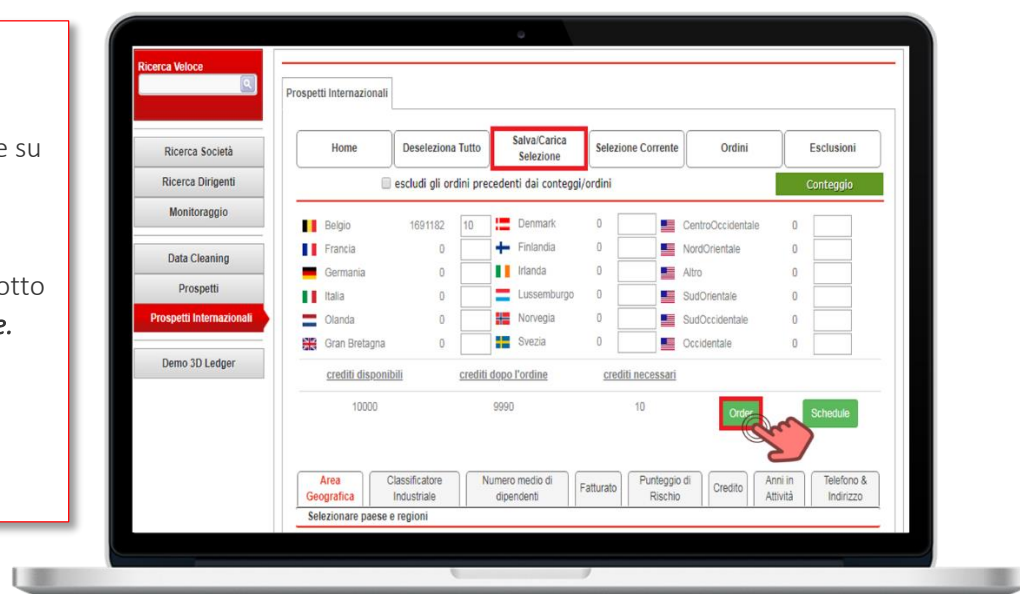 e su
otto
e.
Ricerca Veloce
Ricerca Società
Ricerca Dirigenti
Monitoraggio
Data Cleaning
Prospetti
Prospetti Internazionali
Demo 3D Ledger
Prospetti Internazionali
Home Deseleziona Tutto Salva/Carica Selezione Selezione Corrente Ordini Esclusioni
escludi gli ordini precedenti dai conteggi/ordini Conteggio
Belgio 1691182 10 Denmark 0 CentroOccidentale 0
Francia 0 Finlandia 0 NordOrientale 0
Germania 0 Irlanda 0 Altro 0
Italia 0 Lussemburgo 0 SudOrientale 0
Olanda 0 Norvegia 0 SudOccidentale 0
Gran Bretagna 0 Svezia 0 Occidentale 0
crediti disponibili crediti dopo l'ordine crediti necessari
10000 9990 10 Order Schedule
Area Geografica Classificatore Industriale Numero medio di dipendenti Fatturato Punteggio di Rischio Credito Anni in Attività Telefono & Indirizzo
Selezionare paese e regioni